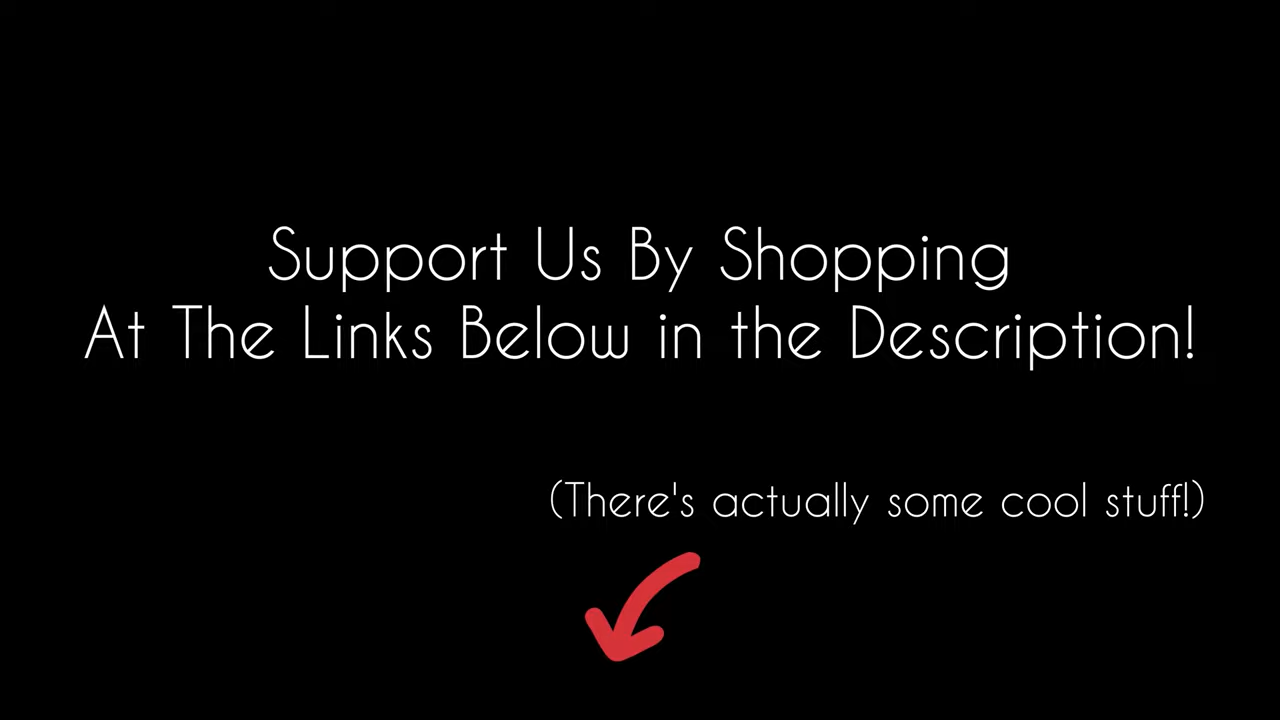 Support Us By Shopping
At The Links Below in the Description!
(There's actually some cool stuff!)